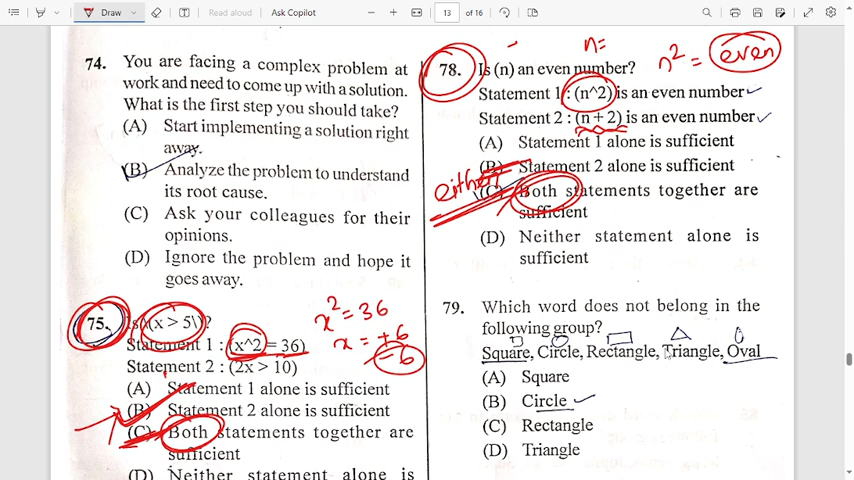 Draw
Read aloud
Ask Copilot
13 of 16
74. You are facing a complex problem at
work and need to come up with a solution.
What is the first step you should take?
(A) Start implementing a solution right
away.
(B) Analyze the problem to understand
its root cause.
(C) Ask your colleagues for their
opinions.
(D) Ignore the problem and hope it
goes away.
75. Is \(x > 5\)?
Statement 1 : (x^2 = 36)
Statement 2 : (2x > 10)
(A) Statement 1 alone is sufficient
(B) Statement 2 alone is sufficient
(C) Both statements together are
sufficient
(D) Neither statement alone is
x² = 36
x = +6
-6
n=
n² = even
78. Is (n) an even number?
Statement 1 : (n^2) is an even number
Statement 2 : (n + 2) is an even number
(A) Statement 1 alone is sufficient
(B) Statement 2 alone is sufficient
either
(C) Both statements together are
sufficient
(D) Neither statement alone is
sufficient
79. Which word does not belong in the
following group?
Square, Circle, Rectangle, Triangle, Oval
(A) Square
(B) Circle
(C) Rectangle
(D) Triangle